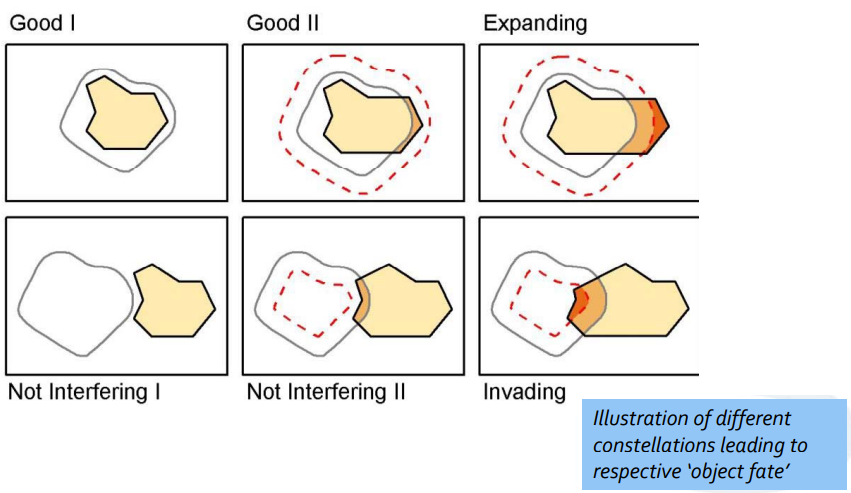 Good I
Good II
Expanding
Not Interfering I
Not Interfering II
Invading
Illustration of different
constellations leading to
respective ‘object fate’